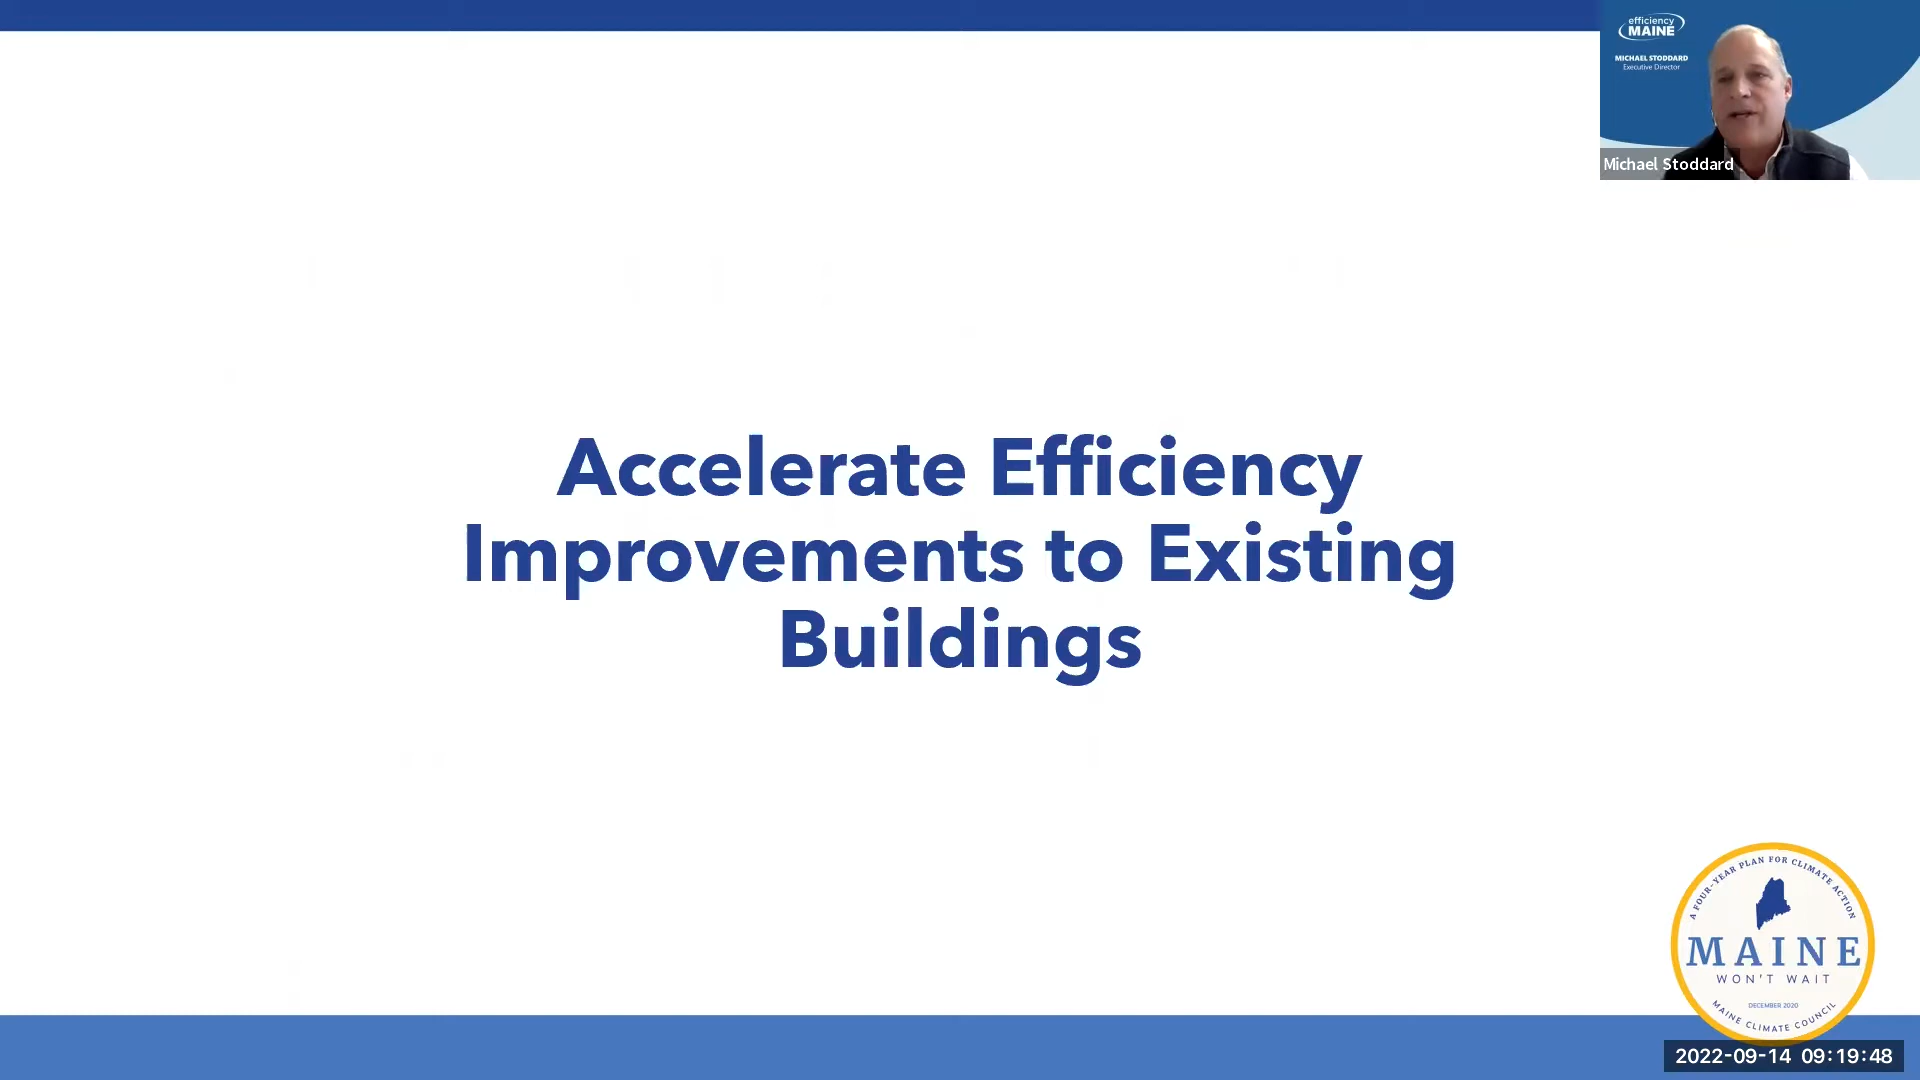 efficiency
MAINE
MICHAEL STODDARD
Executive Director
Michael Stoddard
Accelerate Efficiency
Improvements to Existing
Buildings
A FOUR-YEAR PLAN FOR CLIMATE ACTION
MAINE
WON'T WAIT
DECEMBER 2020
MAINE CLIMATE COUNCIL
2022-09-14 09:19:48